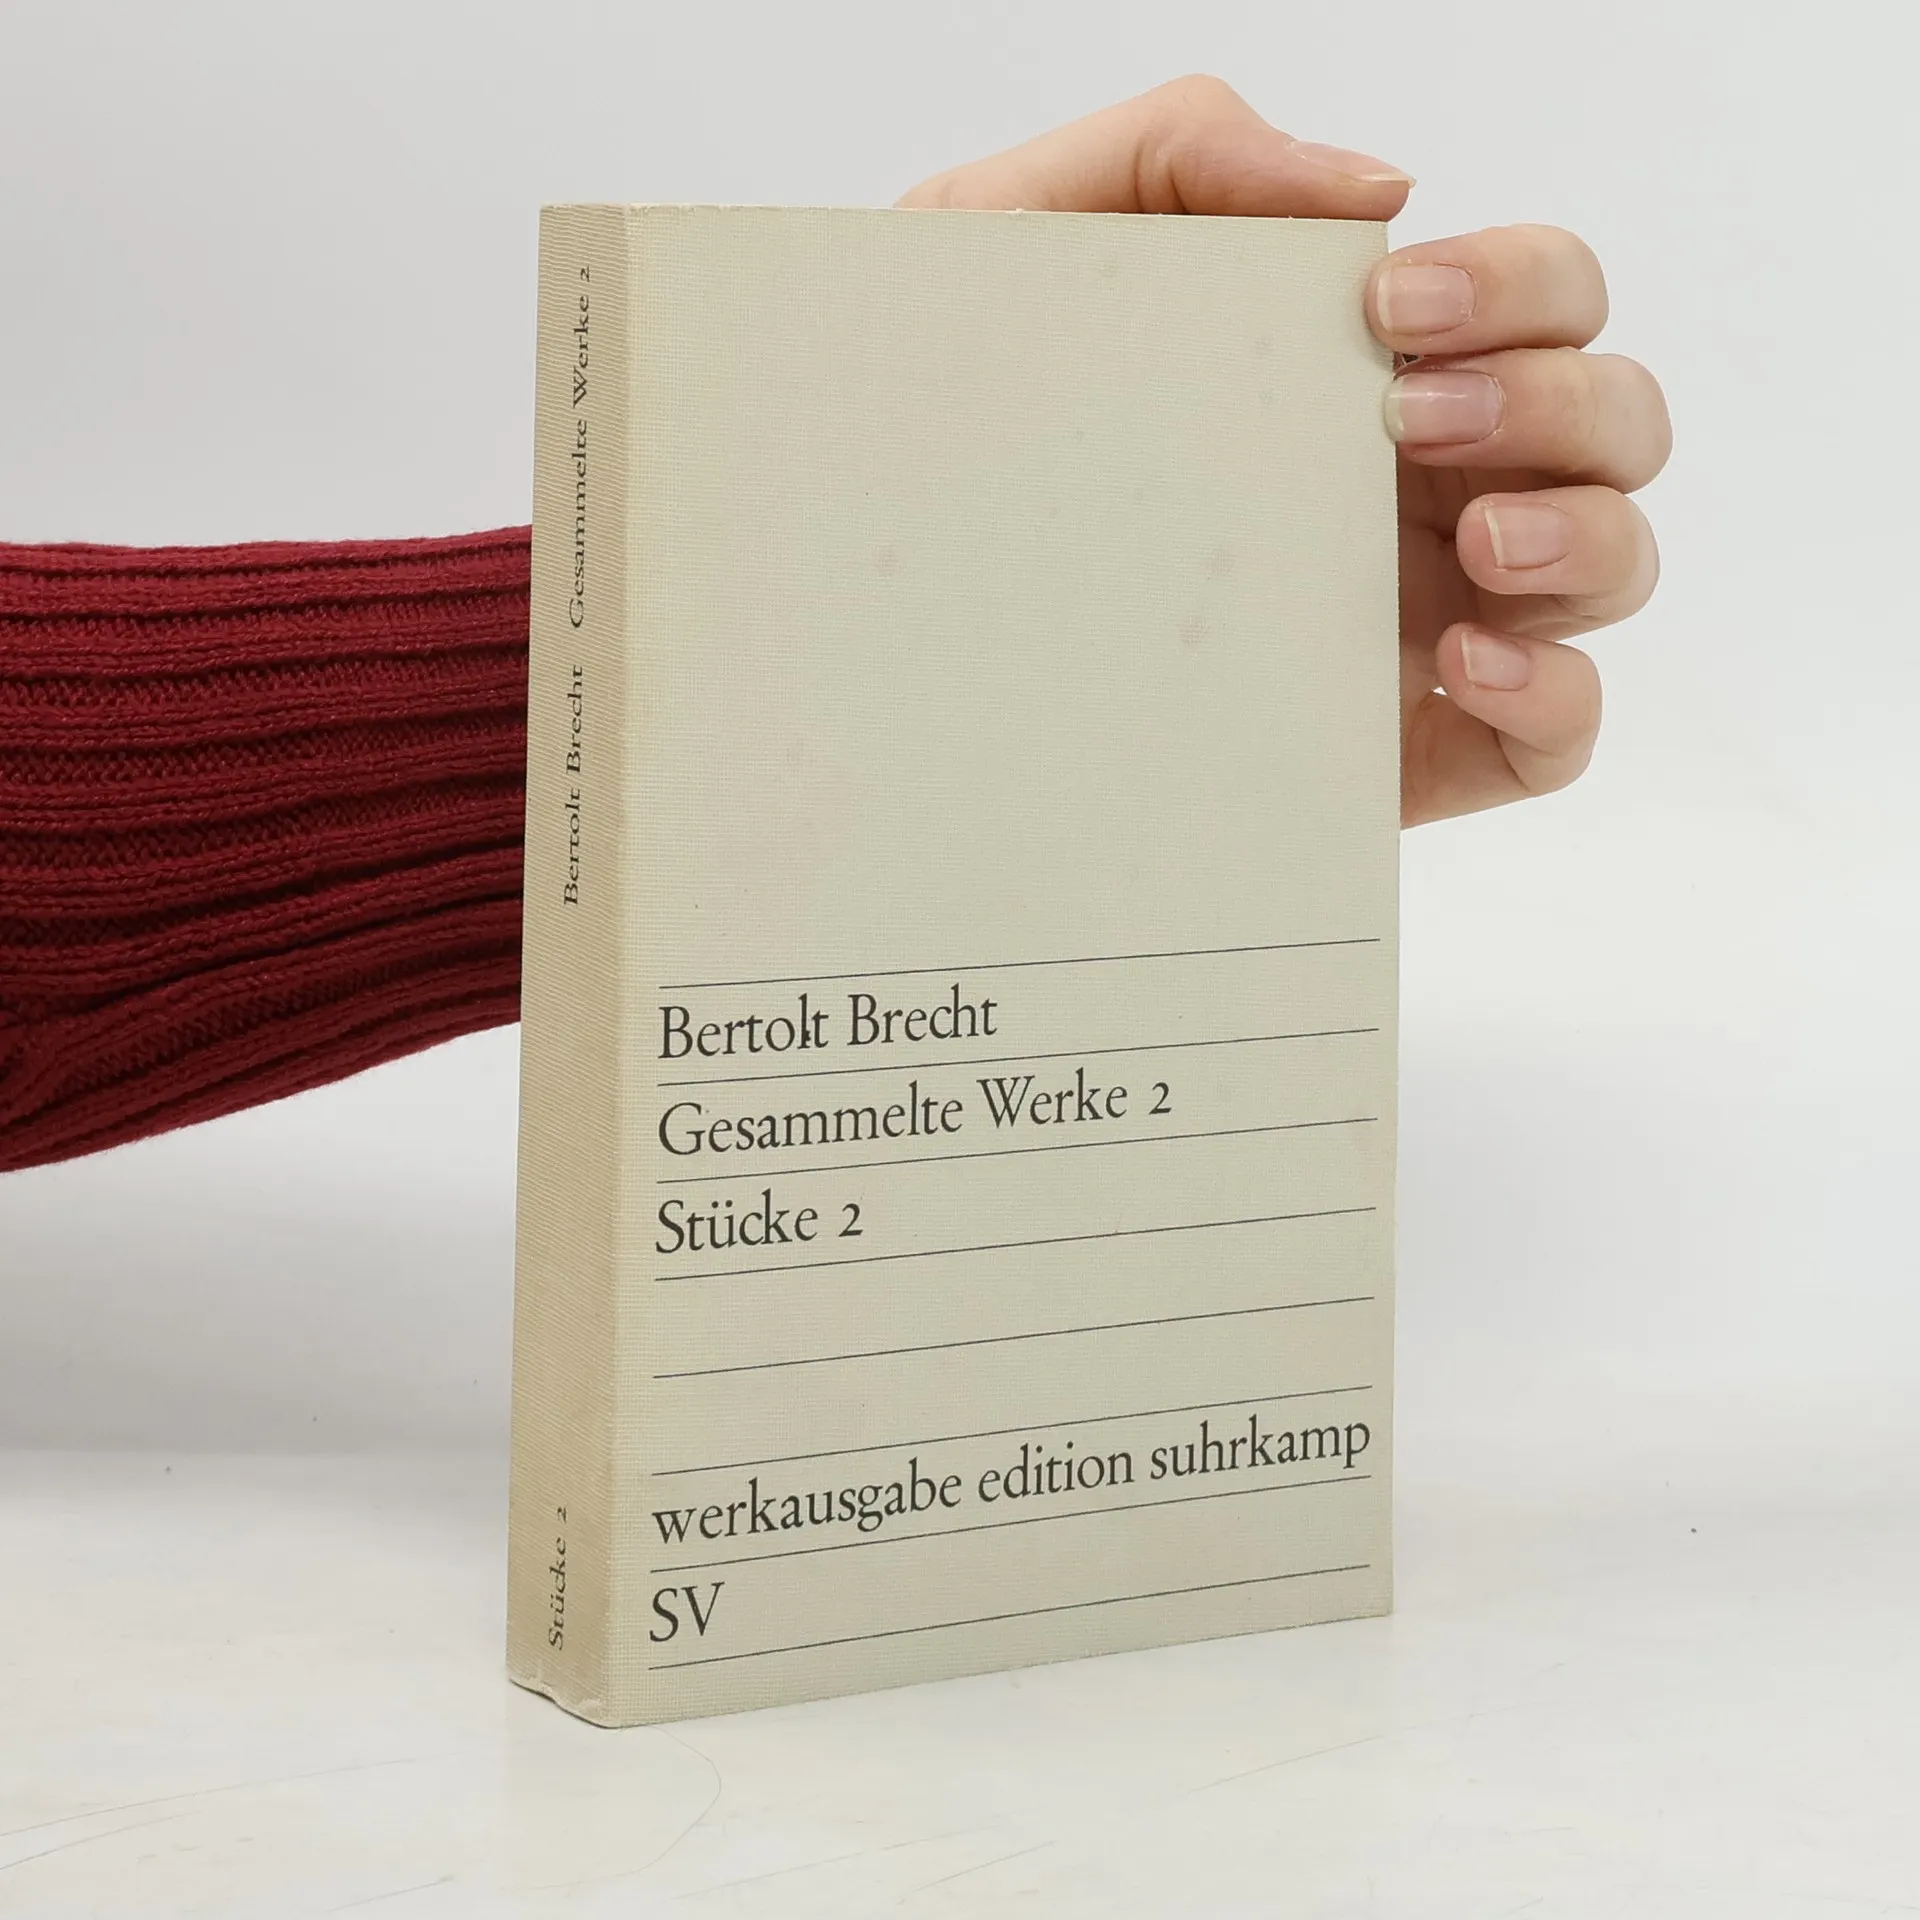 Bertolt Brecht Gesammelte Werke 2
Stücke 2
Bertolt Brecht
Gesammelte Werke 2
Stücke 2
werkausgabe edition suhrkamp
SV